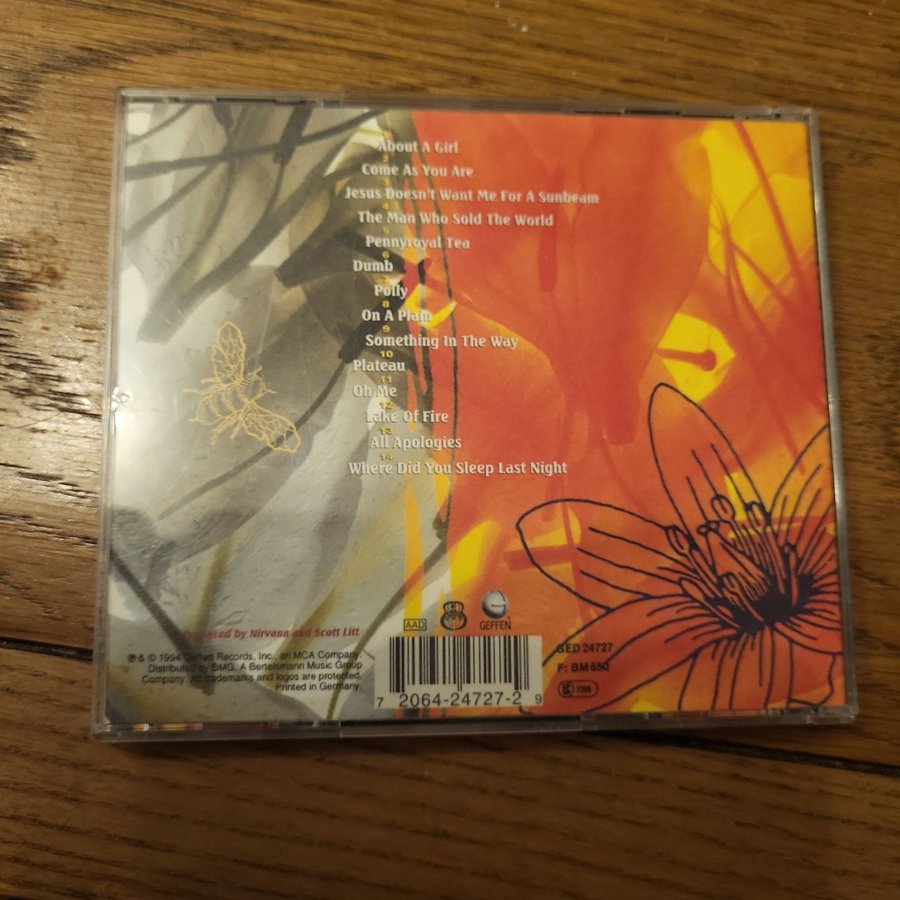 1
About A Girl
2
Come As You Are
3
Jesus Doesn't Want Me For A Sunbeam
4
The Man Who Sold The World
5
Pennyroyal Tea
6
Dumb
7
Polly
8
On A Plain
9
Something In The Way
10
Plateau
11
Oh Me
12
Lake Of Fire
13
All Apologies
14
Where Did You Sleep Last Night
Produced by Nirvana and Scott Litt
℗ & © 1994 Geffen Records, Inc., an MCA Company.
Distributed by BMG. A Bertelsmann Music Group
Company. All trademarks and logos are protected.
Printed in Germany.
AAD
GEFFEN
7 2064-24727-2 9
GED 24727
F: BM 650
LC 7266